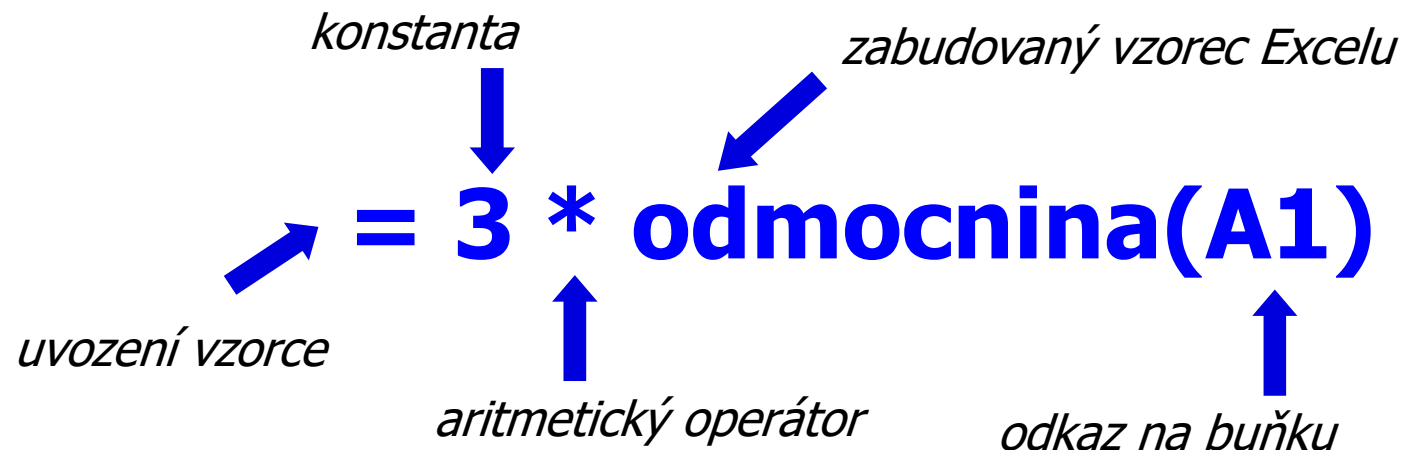 konstanta
zabudovaný vzorec Excelu
= 3 * odmocnina(A1)
uvození vzorce
aritmetický operátor
odkaz na buňku